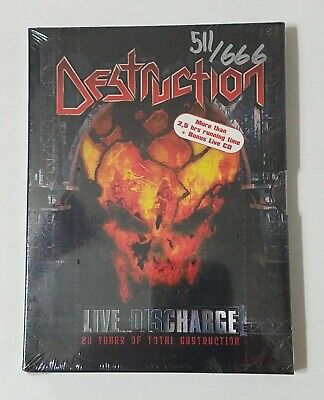 511/666
DESTRUCTION
More than
2,5 hrs running time
+ Bonus Live CD
LIVE DISCHARGE
20 YEARS OF TOTAL DESTRUCTION